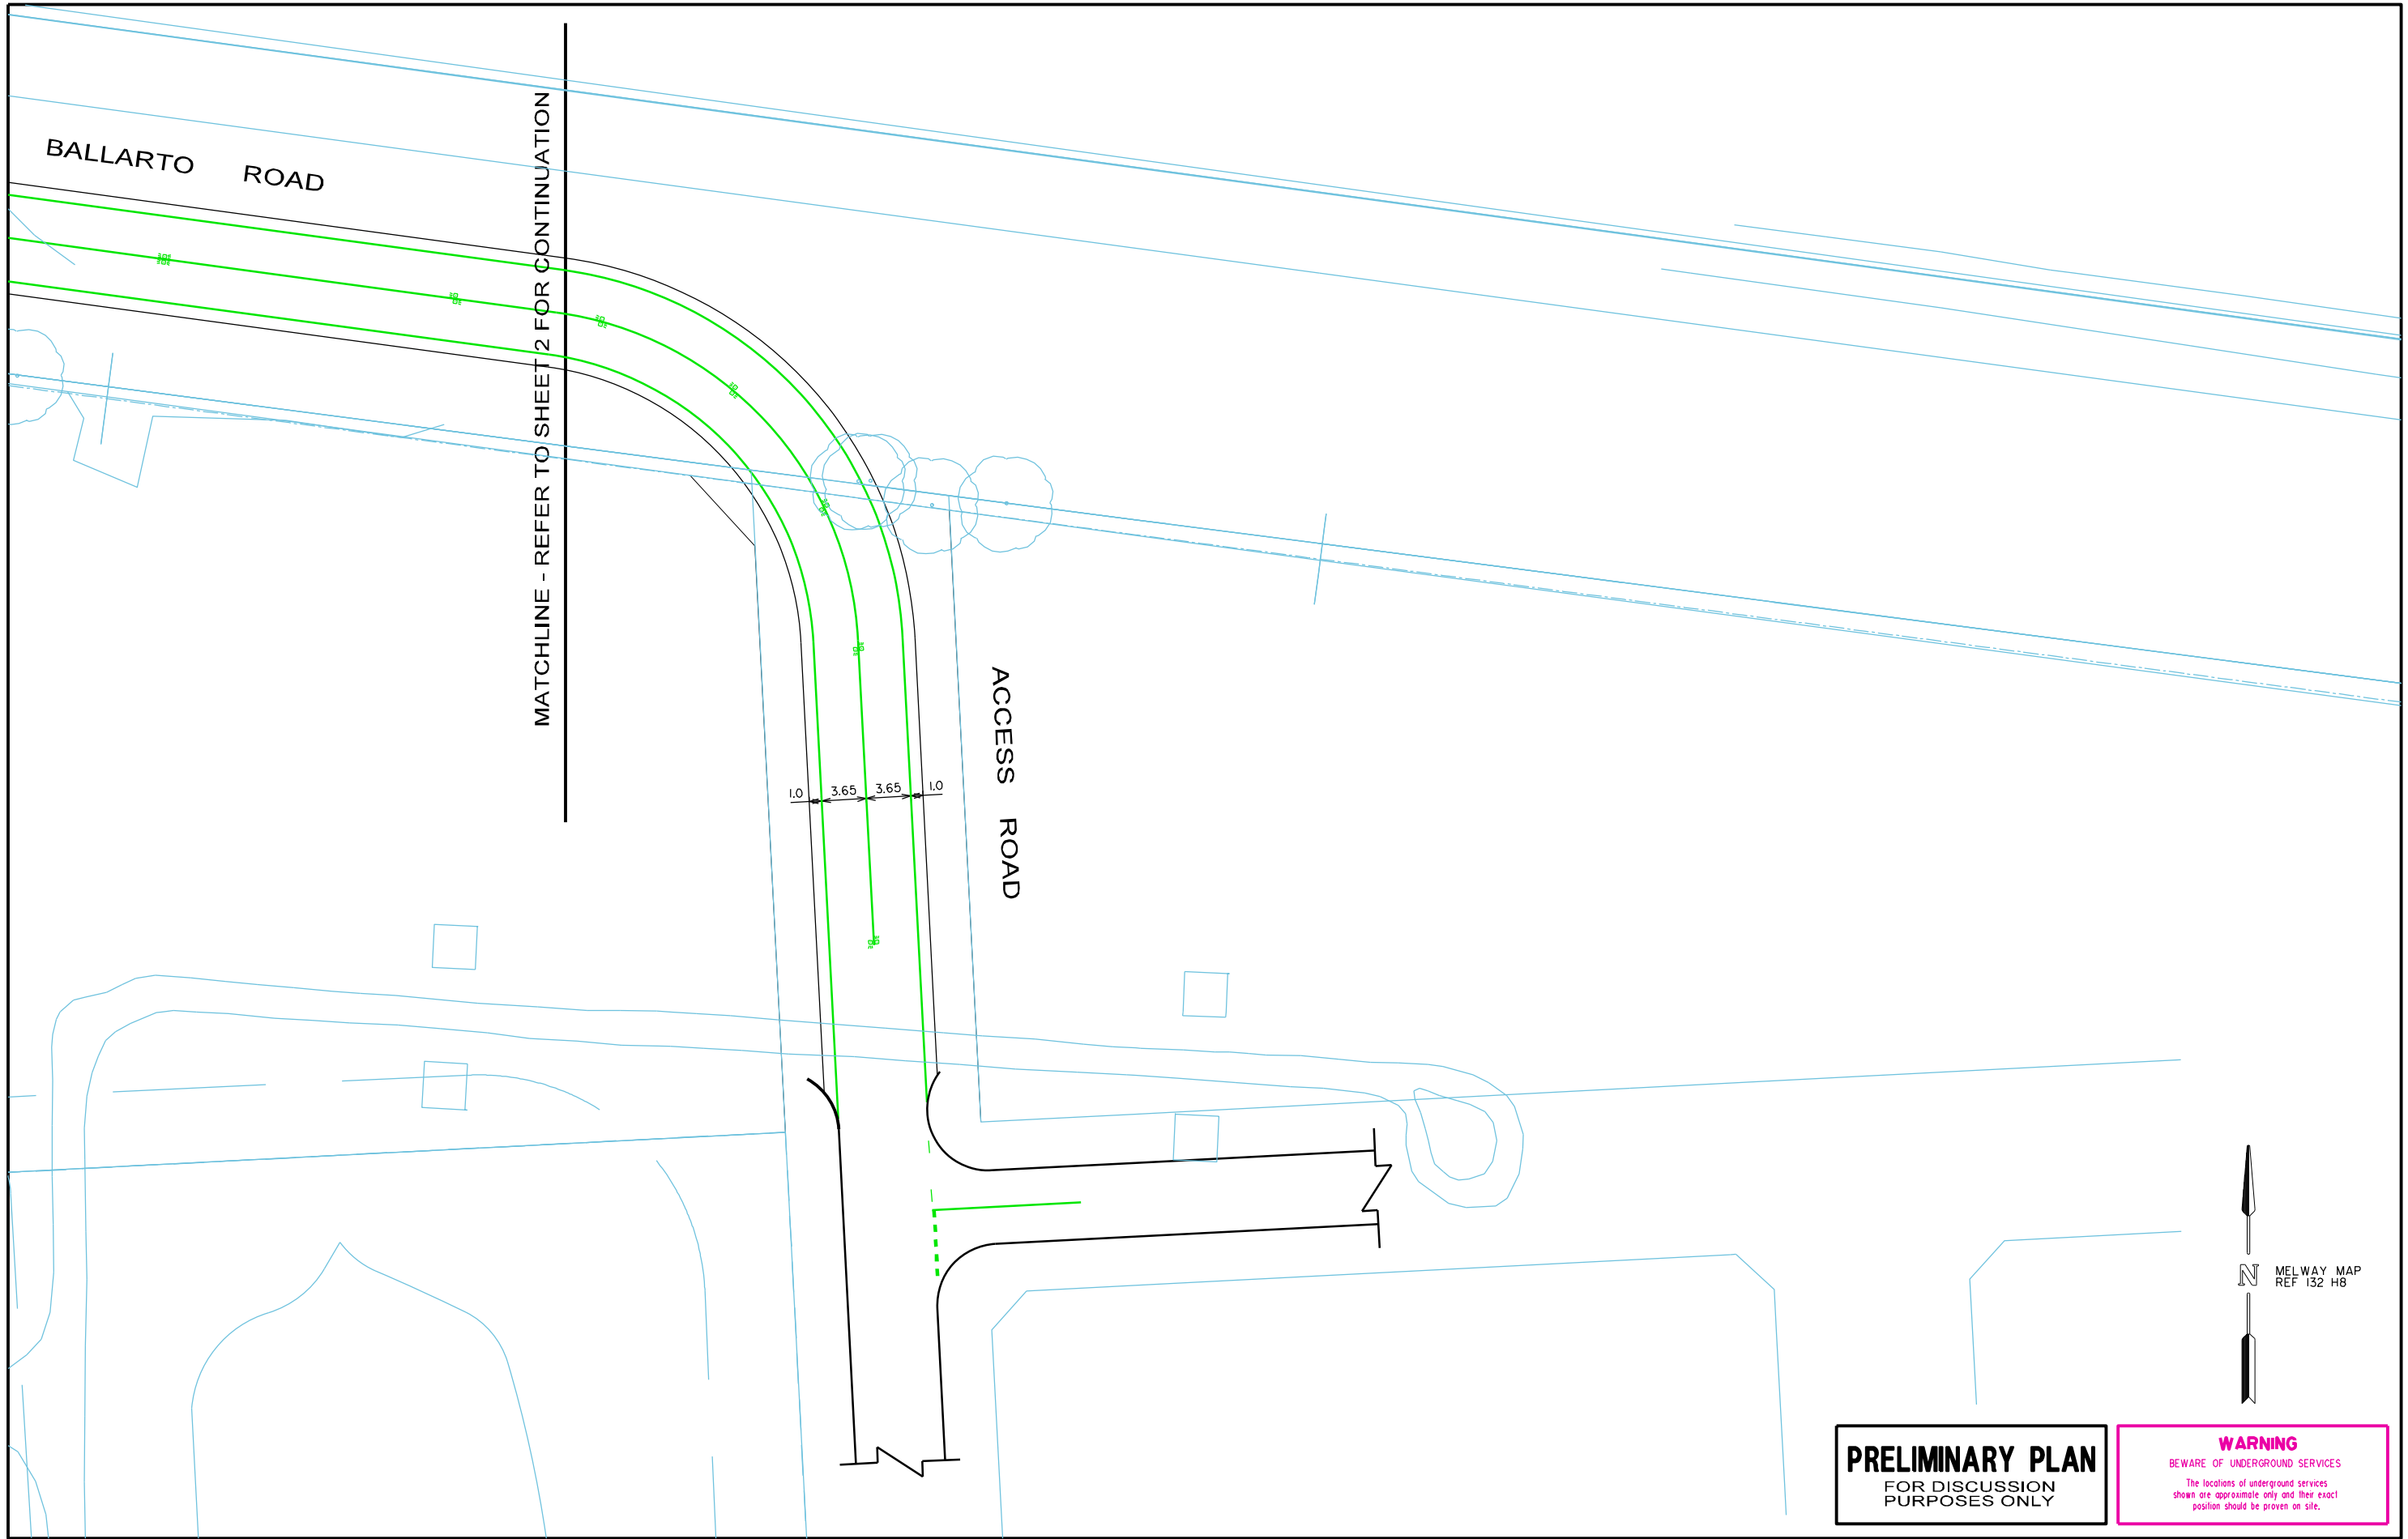 BALLARTO ROAD
MATCHLINE - REFER TO SHEET 2 FOR CONTINUATION
ACCESS ROAD
1.0 3.65 3.65 1.0
N
MELWAY MAP
REF 132 H8
PRELIMINARY PLAN
FOR DISCUSSION
PURPOSES ONLY
WARNING
BEWARE OF UNDERGROUND SERVICES
The locations of underground services
shown are approximate only and their exact
position should be proven on site.